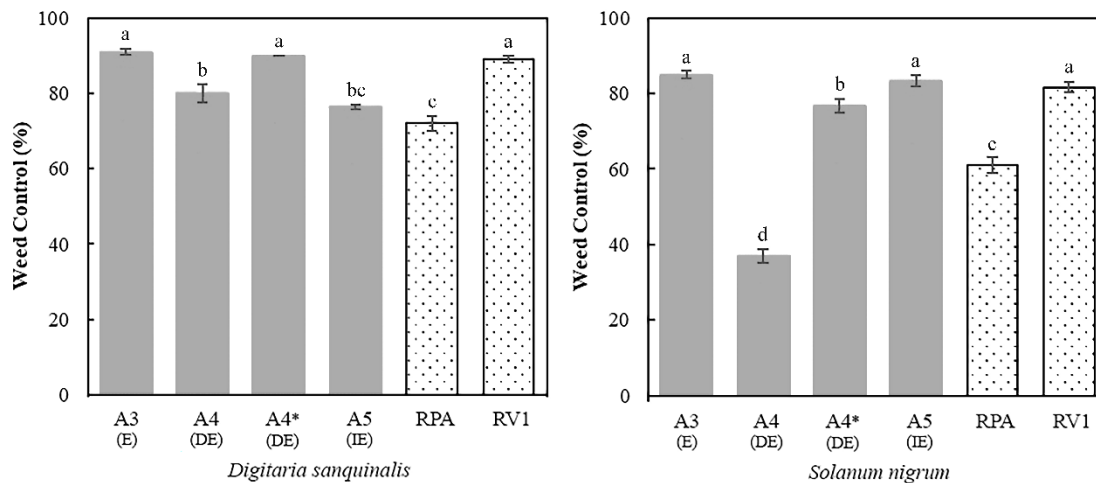 100
a
a
a
b
80
bc
c
60
40
20
0
Weed Control (%)
A3 A4 A4* A5 RPA RV1
(E) (DE) (DE) (IE)
Digitaria sanquinalis
100
a
a
a
b
80
c
60
d
40
20
0
Weed Control (%)
A3 A4 A4* A5 RPA RV1
(E) (DE) (DE) (IE)
Solanum nigrum